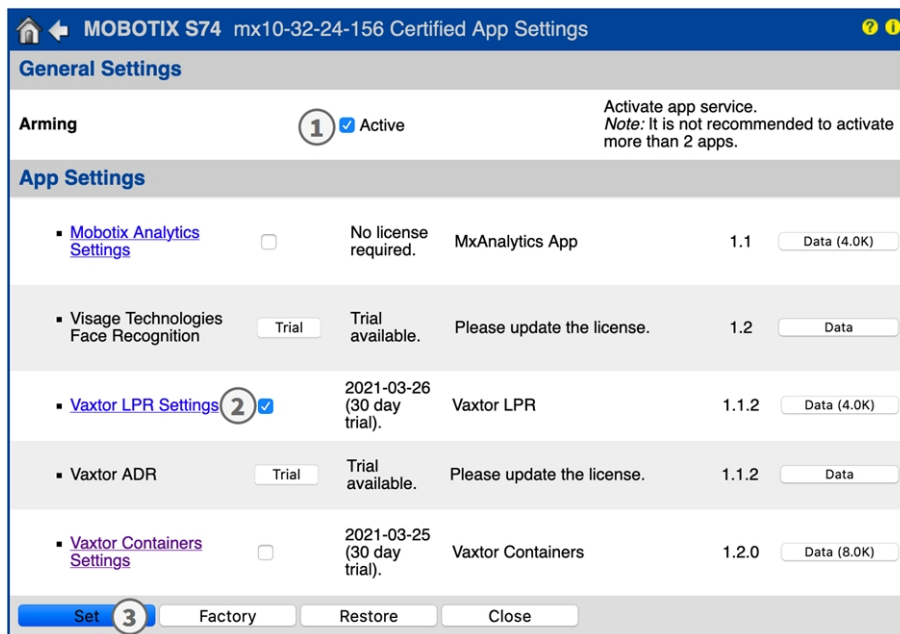 MOBOTIX S74 mx10-32-24-156 Certified App Settings ? i
General Settings
Arming
1
Active
Activate app service.
Note: It is not recommended to activate
more than 2 apps.
App Settings
Mobotix Analytics
Settings
No license
required.
MxAnalytics App
1.1
Data (4.0K)
Visage Technologies
Face Recognition
Trial
Trial
available.
Please update the license.
1.2
Data
Vaxtor LPR Settings
2
2021-03-26
(30 day
trial).
Vaxtor LPR
1.1.2
Data (4.0K)
Vaxtor ADR
Trial
Trial
available.
Please update the license.
1.1.2
Data
Vaxtor Containers
Settings
2021-03-25
(30 day
trial).
Vaxtor Containers
1.2.0
Data (8.0K)
Set 3 Factory Restore Close